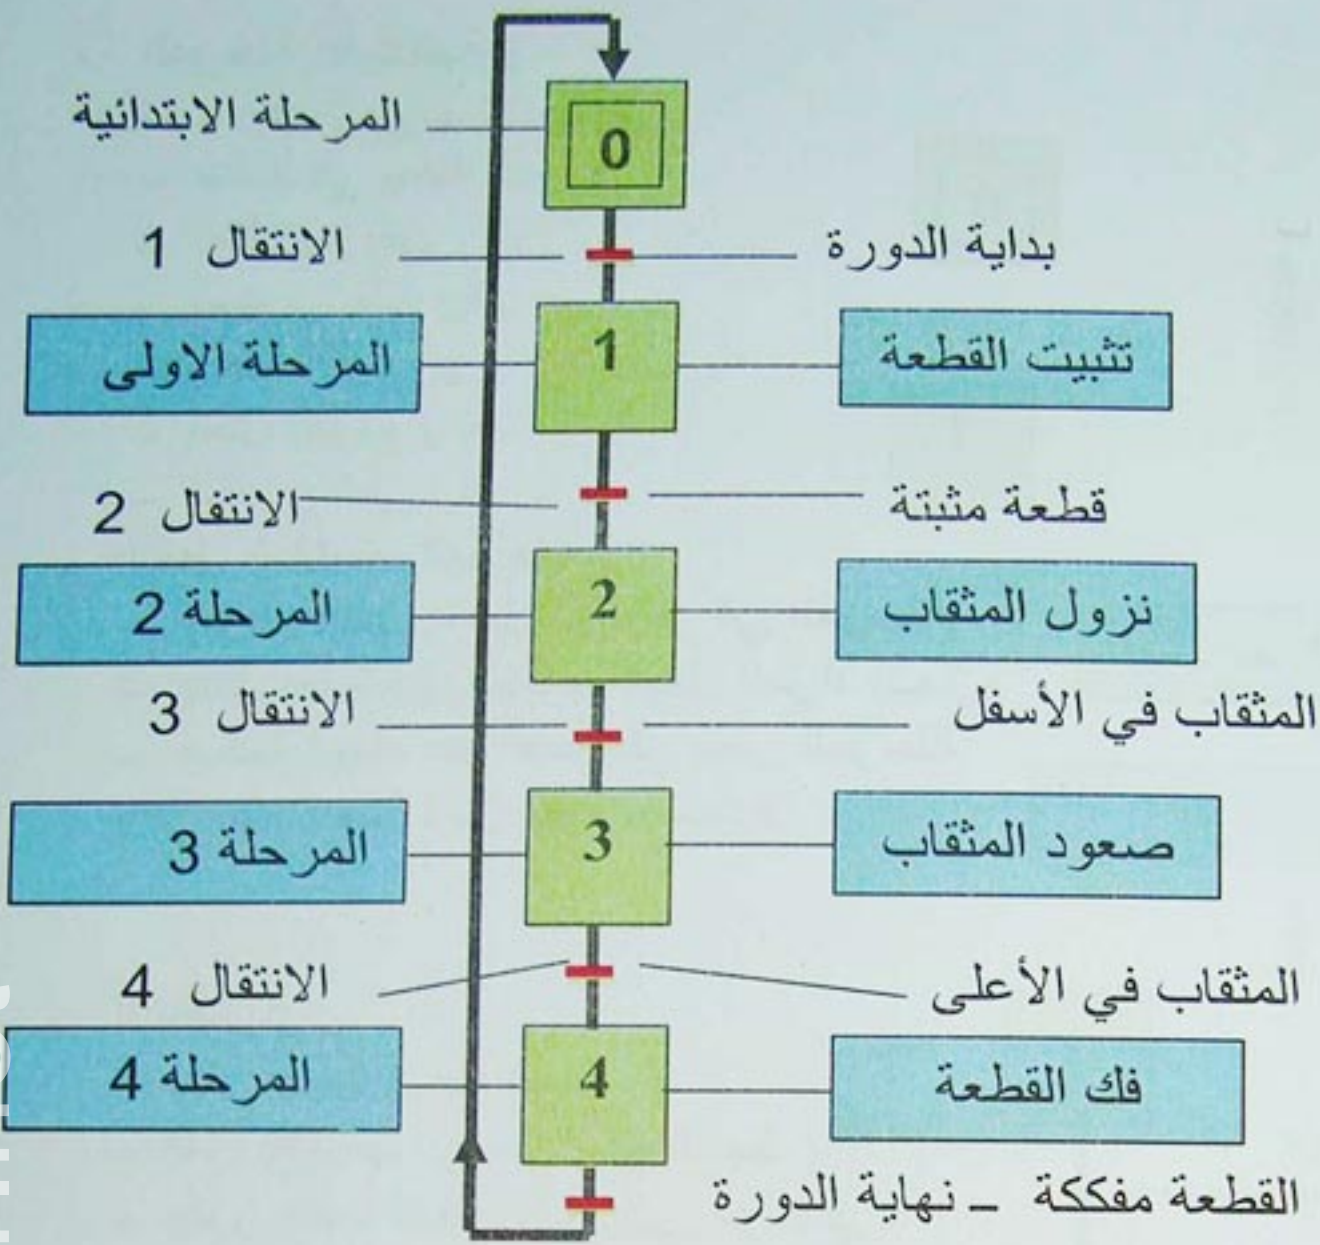 المرحلة الابتدائية
0
الانتقال 1
بداية الدورة
المرحلة الاولى
1
تثبيت القطعة
الانتفال 2
قطعة مثبتة
المرحلة 2
2
نزول المثقاب
الانتقال 3
المثقاب في الأسفل
المرحلة 3
3
صعود المثقاب
الانتقال 4
المثقاب في الأعلى
المرحلة 4
4
فك القطعة
القطعة مفككة – نهاية الدورة